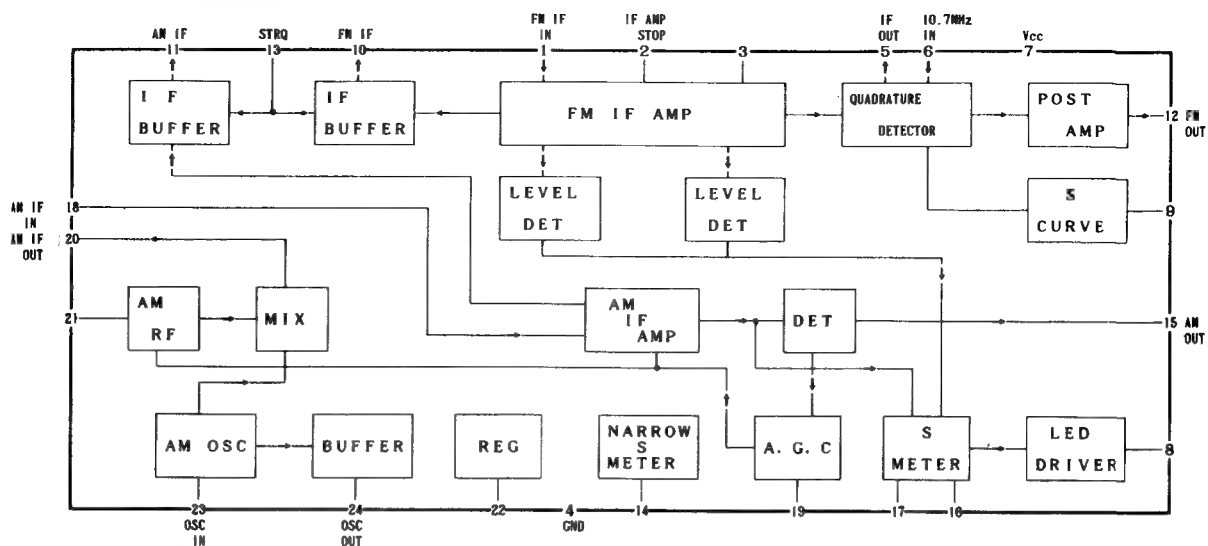 AM IF
STRQ
FM IF
FM IF
IN
IF AMP
STOP
IF
OUT
10.7MHz
IN
Vcc
11
13
10
1
2
3
5
6
7
I F
BUFFER
IF
BUFFER
FM IF AMP
QUADRATURE
DETECTOR
POST
AMP
12 FM
OUT
LEVEL
DET
LEVEL
DET
S
CURVE
9
AM IF 18
IN
AM IF 20
OUT
AM
RF
MIX
AM
IF
AMP
DET
21
15 AM
OUT
AM OSC
BUFFER
REG
NARROW
S
METER
A.G.C
S
METER
LED
DRIVER
8
23
OSC
IN
24
OSC
OUT
22
4
GND
14
19
17
16